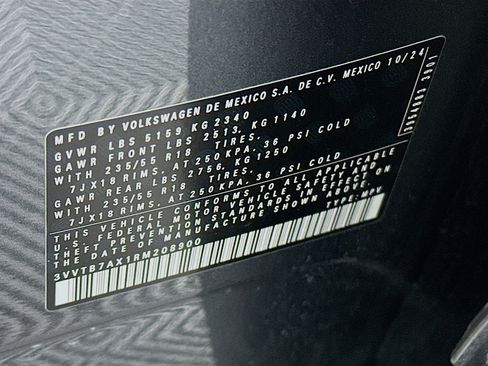 MFD BY VOLKSWAGEN DE MEXICO S.A. DE C.V. MEXICO 10/24
GVWR LBS 5159 KG 2340
GAWR FRONT LBS 2513, KG 1140
WITH 235/55 R18 TIRES,
7JX18 RIMS, AT 250 KPA, 36 PSI COLD
GAWR REAR LBS 2756, KG 1250
WITH 235/55 R18 TIRES,
7JX18 RIMS, AT 250 KPA, 36 PSI COLD
THIS VEHICLE CONFORMS TO ALL APPLICABLE
U.S. FEDERAL MOTOR VEHICLE SAFETY AND
THEFT PREVENTION STANDARDS IN EFFECT ON
THE DATE OF MANUFACTURE SHOWN ABOVE
3VVTB7AX1RM208900 TYPE: MPV